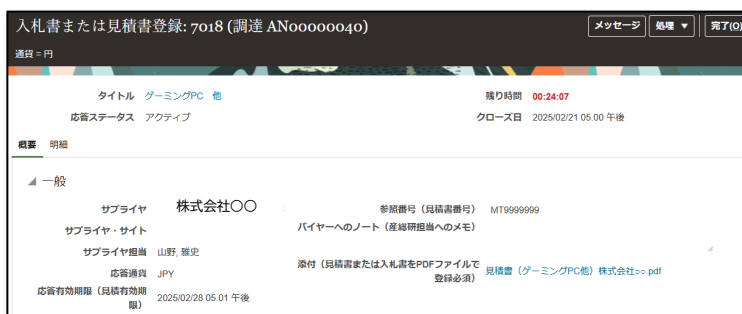 入札書または見積書登録: 7018 (調達 AN00000040)
メッセージ 処理 ▼ 完了(O)
通貨 = 円
タイトル ゲーミングPC 他 残り時間 00:24:07
応答ステータス アクティブ クローズ日 2025/02/21 05.00 午後
概要 明細
一般
サプライヤ 株式会社〇〇 参照番号（見積書番号） MT9999999
サプライヤ・サイト バイヤーへのノート（産総研担当へのメモ）
サプライヤ担当 山野, 雅史
応答通貨 JPY 添付（見積書または入札書をPDFファイルで
登録必須） 見積書（ゲーミングPC他）株式会社○○.pdf
応答有効期限（見積有効期
限） 2025/02/28 05.01 午後